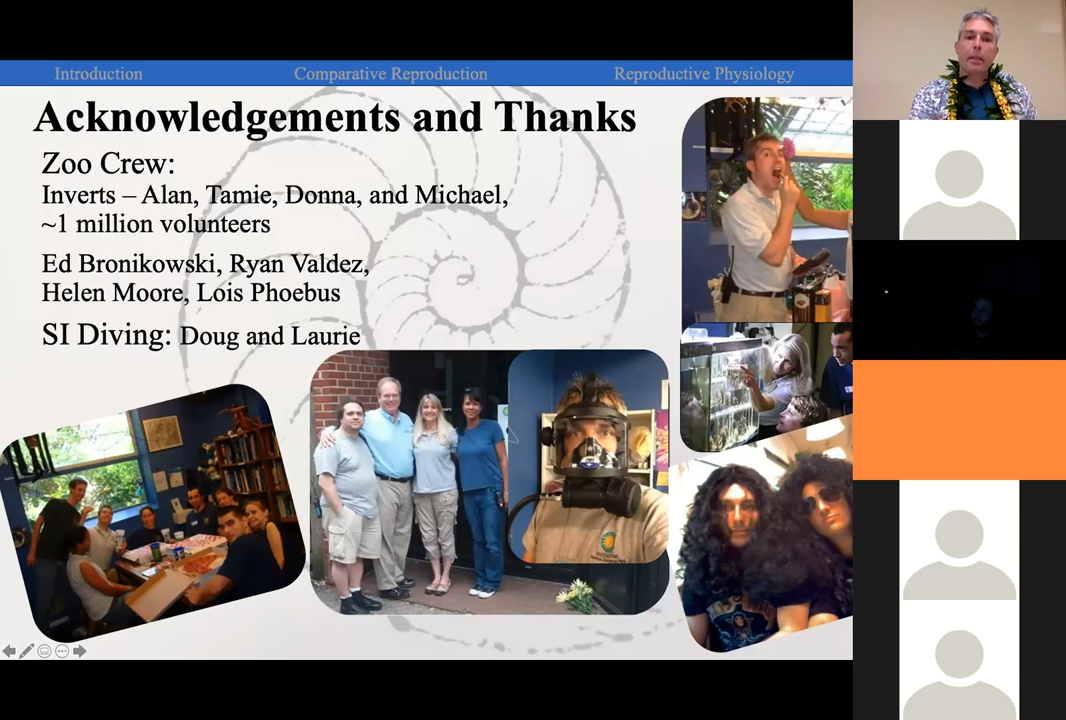 Introduction
Comparative Reproduction
Reproductive Physiology
Acknowledgements and Thanks
Zoo Crew:
Inverts – Alan, Tamie, Donna, and Michael,
~1 million volunteers
Ed Bronikowski, Ryan Valdez,
Helen Moore, Lois Phoebus
SI Diving: Doug and Laurie